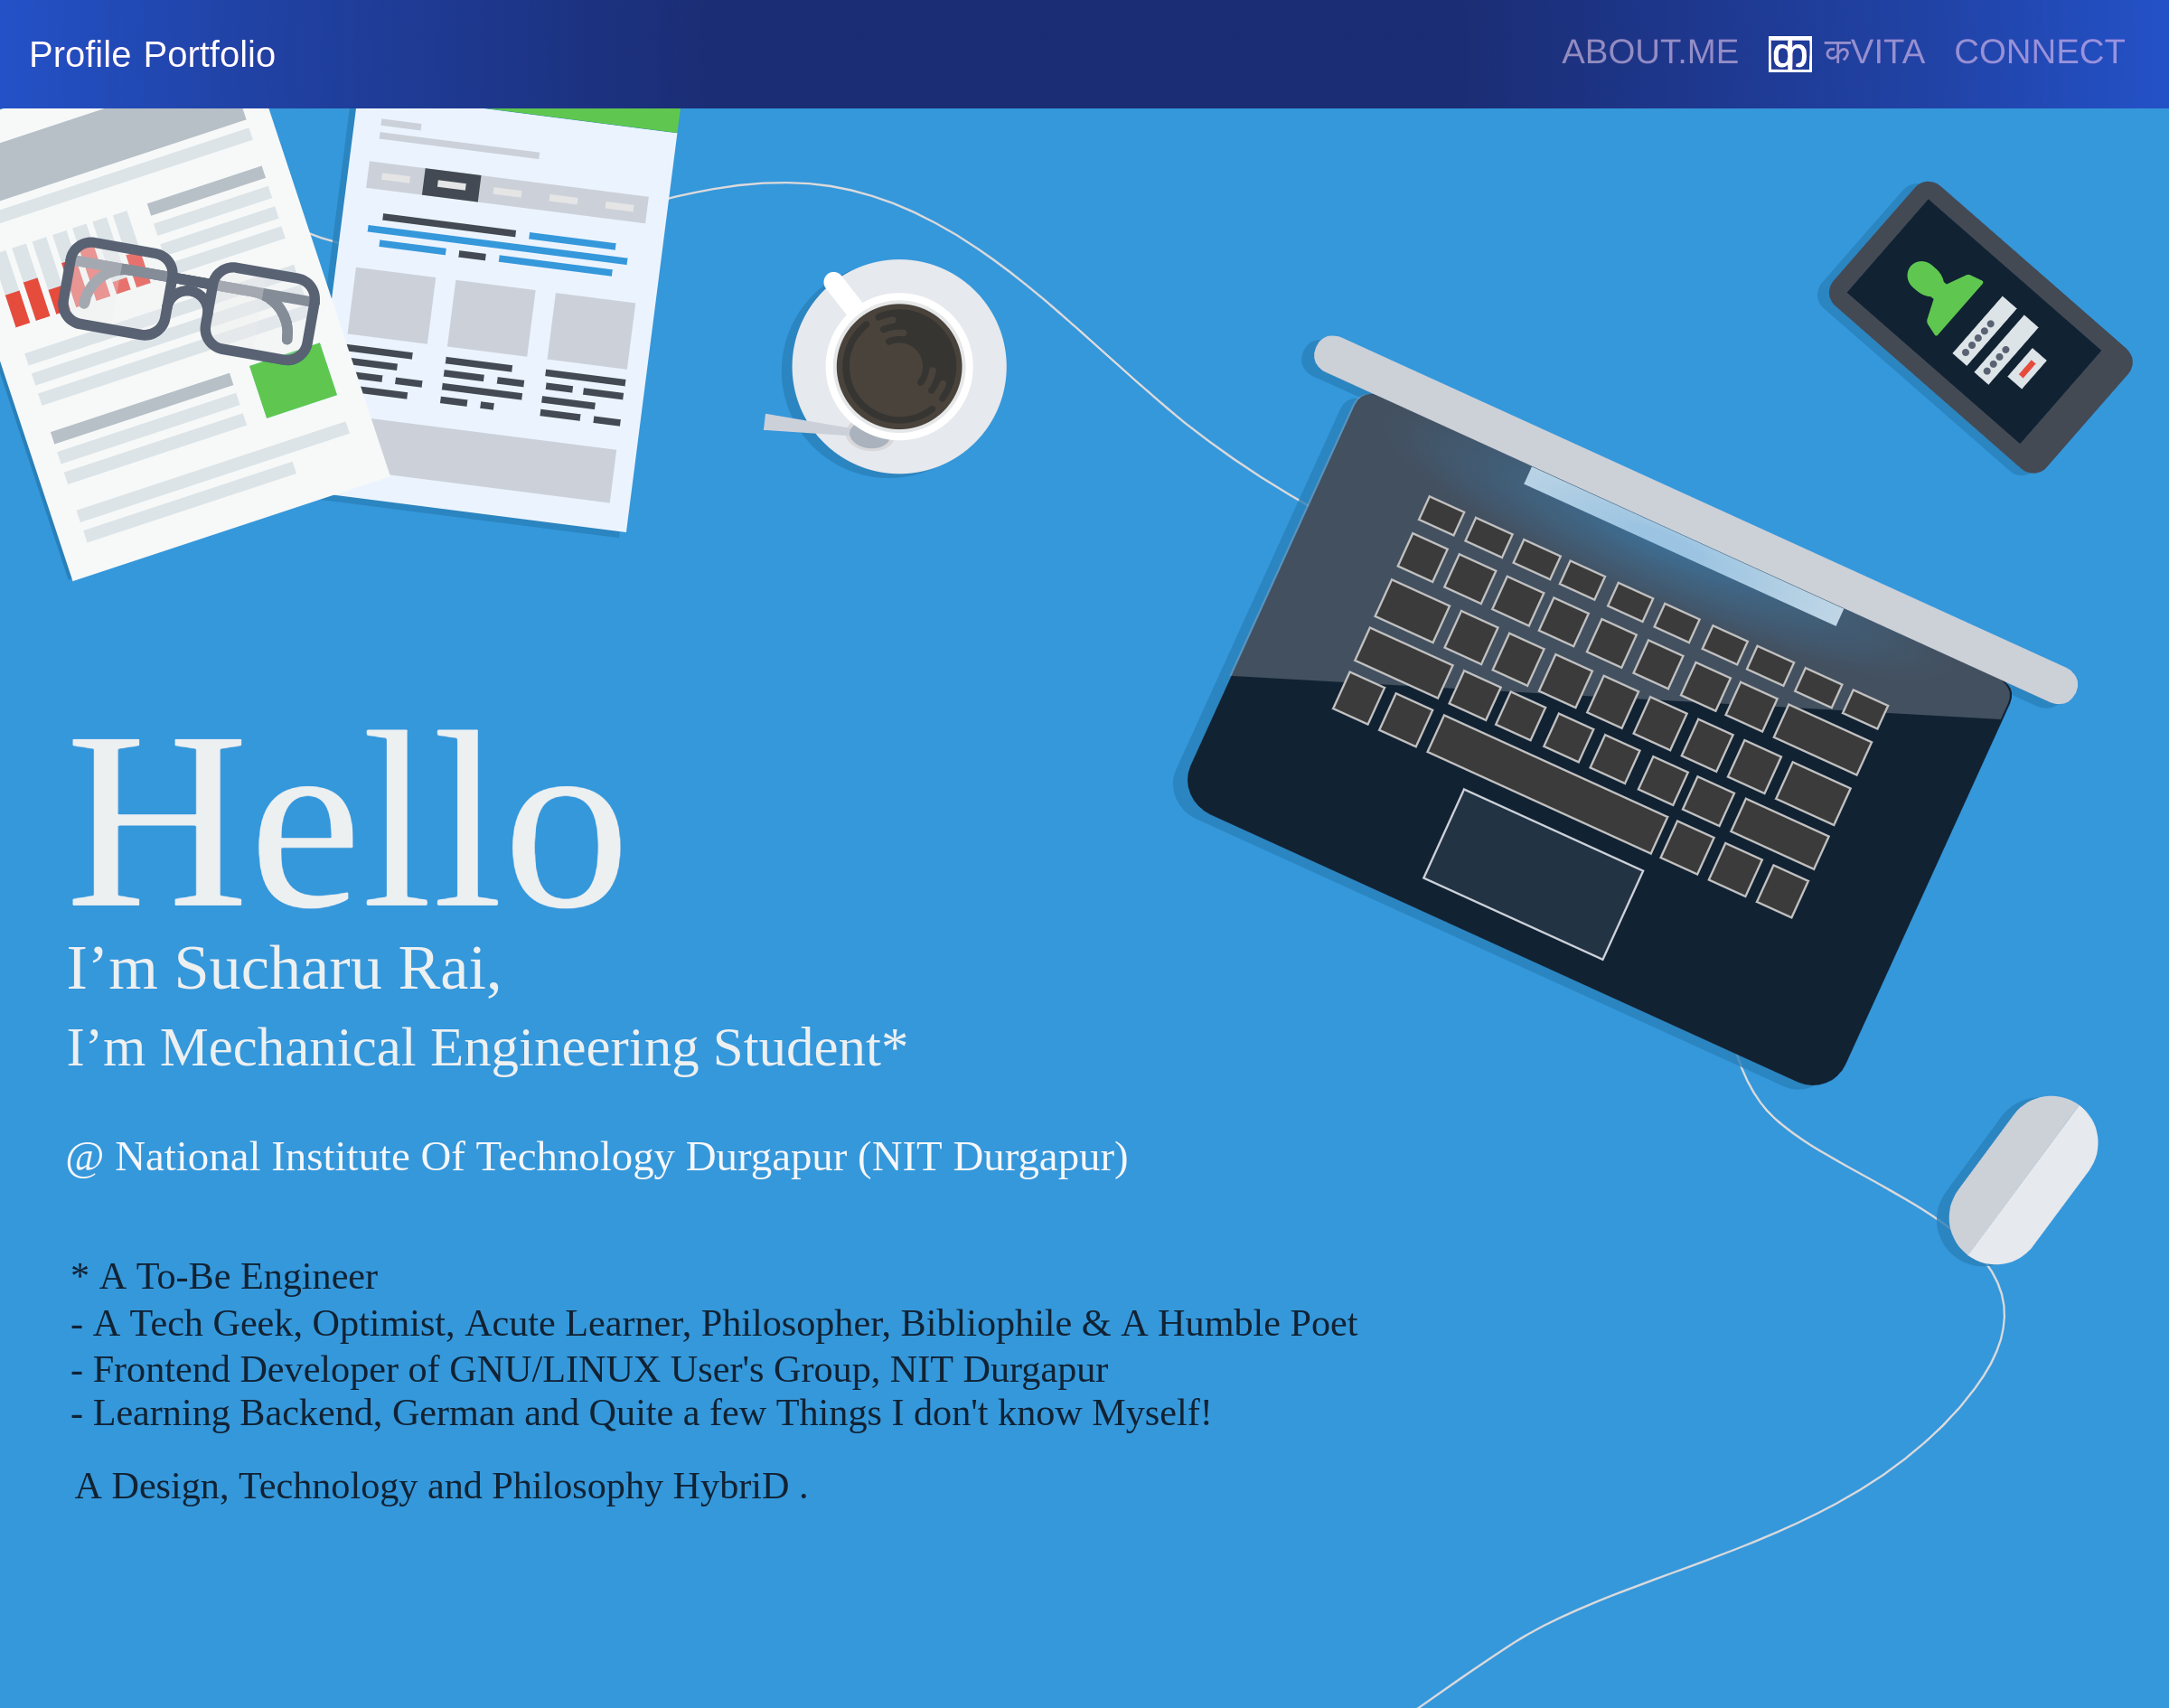 Profile Portfolio
ABOUT.ME क कVITA CONNECT
Hello
I’m Sucharu Rai,
I’m Mechanical Engineering Student*
@ National Institute Of Technology Durgapur (NIT Durgapur)
* A To-Be Engineer
- A Tech Geek, Optimist, Acute Learner, Philosopher, Bibliophile & A Humble Poet
- Frontend Developer of GNU/LINUX User's Group, NIT Durgapur
- Learning Backend, German and Quite a few Things I don't know Myself!
A Design, Technology and Philosophy HybriD .